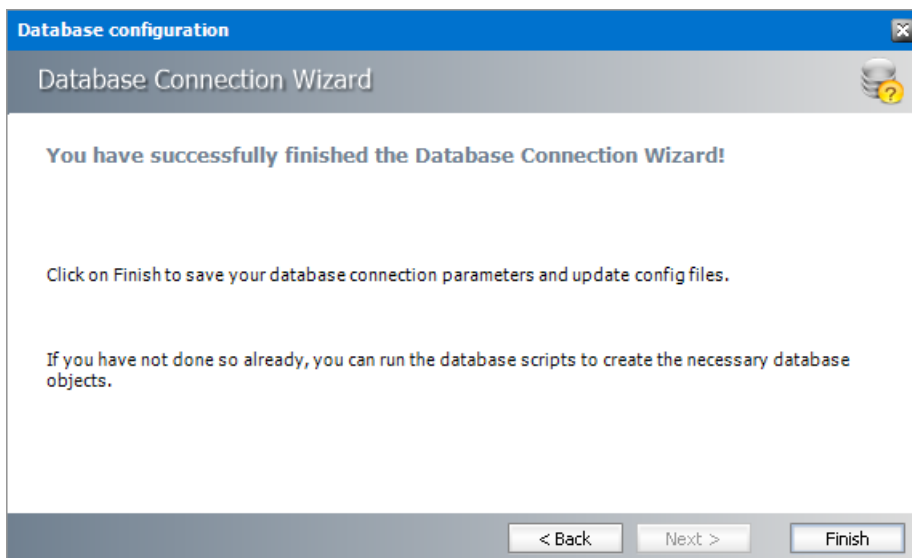 Database configuration
Database Connection Wizard
You have successfully finished the Database Connection Wizard!
Click on Finish to save your database connection parameters and update config files.
If you have not done so already, you can run the database scripts to create the necessary database
objects.
< Back Next > Finish